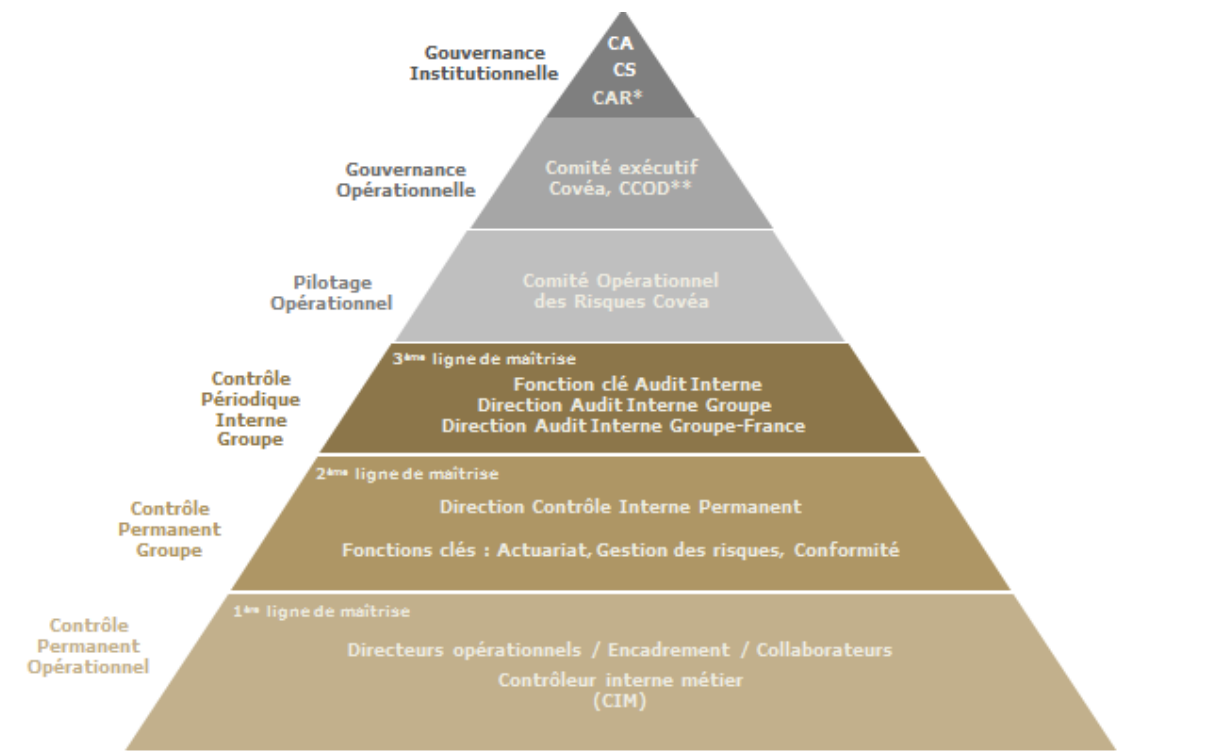 Gouvernance
Institutionnelle
CA
CS
CAR*
Gouvernance
Opérationnelle
Comité exécutif
Covéa, CCOD**
Pilotage
Opérationnel
Comité Opérationnel
des Risques Covéa
Contrôle
Périodique
Interne
Groupe
3ème ligne de maîtrise
Fonction clé Audit Interne
Direction Audit Interne Groupe
Direction Audit Interne Groupe-France
Contrôle
Permanent
Groupe
2ème ligne de maîtrise
Direction Contrôle Interne Permanent
Fonctions clés : Actuariat, Gestion des risques, Conformité
Contrôle
Permanent
Opérationnel
1ère ligne de maîtrise
Directeurs opérationnels / Encadrement / Collaborateurs
Contrôleur interne métier
(CIM)